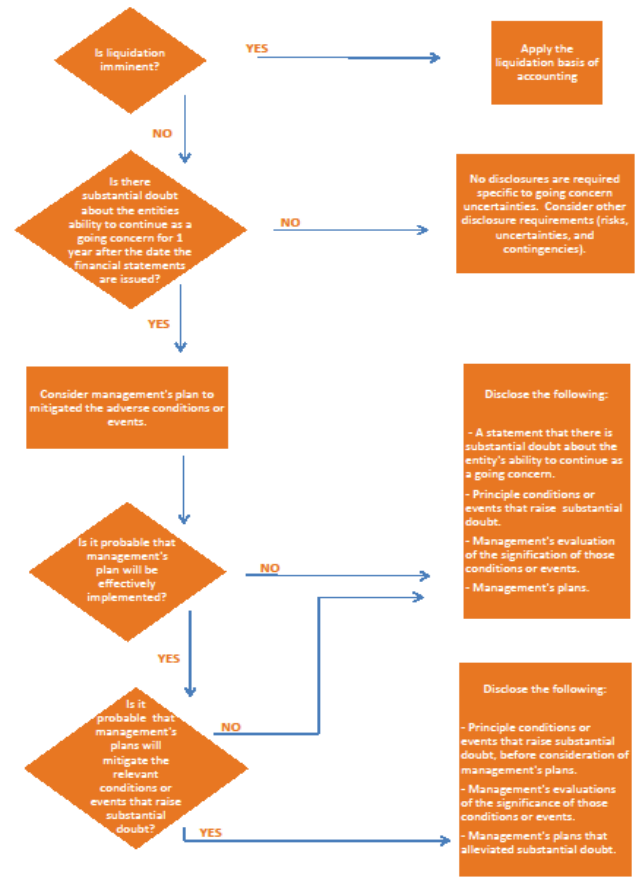 Is liquidation
imminent?
YES
Apply the
liquidation basis of
accounting
NO
Is there
substantial doubt
about the entities
ability to continue as a
going concern for 1
year after the date the
financial statements
are issued?
NO
No disclosures are required
specific to going concern
uncertainties. Consider other
disclosure requirements (risks,
uncertainties, and
contingencies).
YES
Consider management's plan to
mitigated the adverse conditions or
events.
Disclose the following:
- A statement that there is
substantial doubt about the
entity's ability to continue as
a going concern.
- Principle conditions or
events that raise substantial
doubt.
- Management's evaluation
of the signification of those
conditions or events.
- Management's plans.
Is it probable that
management's
plan will be
effectively
implemented?
NO
YES
Is it
probable that
management's
plans will
mitigate the
relevant
conditions or
events that raise
substantial
doubt?
NO
YES
Disclose the following:
- Principle conditions or
events that raise substantial
doubt, before consideration of
management's plans.
- Management's evaluations
of the significance of those
conditions or events.
- Management's plans that
alleviated substantial doubt.